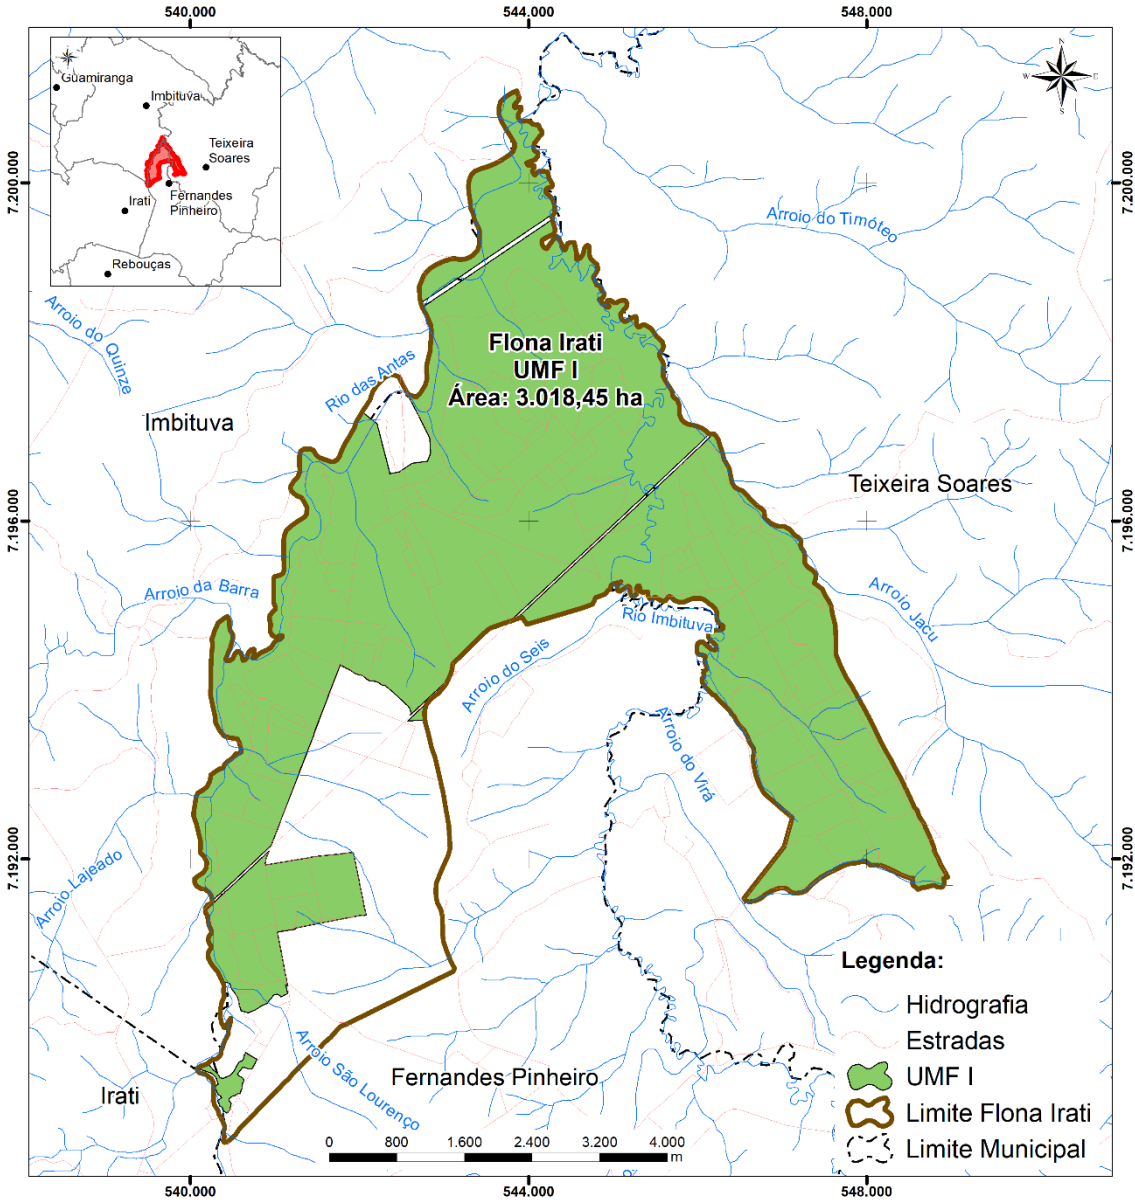 540.000
544.000
548.000
N
W
E
S
Guamiranga
Imbituva
Teixeira
Soares
Irati
Fernandes
Pinheiro
Rebouças
7.200.000
7.200.000
Arroio do Timóteo
Arroio do Quinze
Rio das Antas
Flona Irati
UMF I
Área: 3.018,45 ha
Imbituva
Teixeira Soares
7.196.000
7.196.000
Arroio da Barra
Rio Imbituva
Arroio Jacu
Arroio do Seis
Arroio do Virá
7.192.000
7.192.000
Arroio Lajeado
Arroio São Lourenço
Fernandes Pinheiro
Irati
Legenda:
Hidrografia
Estradas
UMF I
Limite Flona Irati
Limite Municipal
0
800
1.600
2.400
3.200
4.000
m
540.000
544.000
548.000